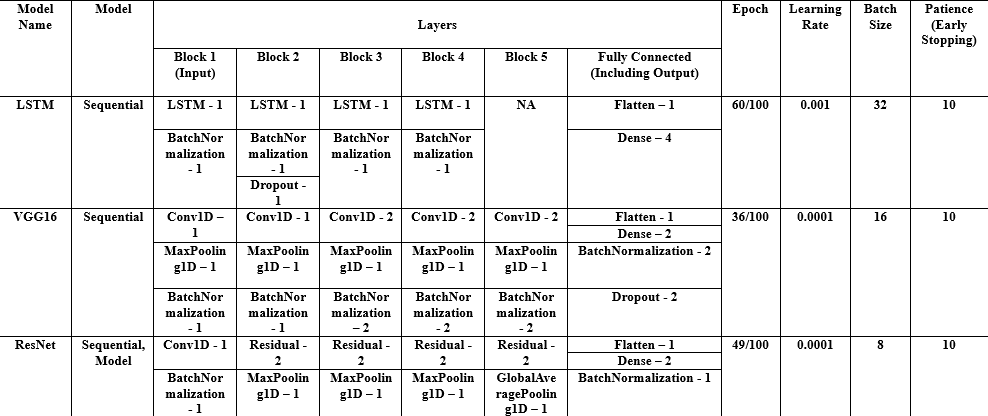 Model Name
Model
Layers
Epoch
Learning Rate
Batch Size
Patience (Early Stopping)
Block 1 (Input)
Block 2
Block 3
Block 4
Block 5
Fully Connected (Including Output)
LSTM
Sequential
LSTM - 1
LSTM - 1
LSTM - 1
LSTM - 1
NA
Flatten – 1
60/100
0.001
32
10
BatchNormalization - 1
BatchNormalization - 1
BatchNormalization - 1
BatchNormalization - 1
Dense – 4
Dropout - 1
VGG16
Sequential
Conv1D – 1
Conv1D - 1
Conv1D - 2
Conv1D - 2
Conv1D - 2
Flatten - 1
36/100
0.0001
16
10
Dense – 2
MaxPooling1D – 1
MaxPooling1D – 1
MaxPooling1D – 1
MaxPooling1D – 1
MaxPooling1D – 1
BatchNormalization - 2
BatchNormalization - 1
BatchNormalization - 1
BatchNormalization – 2
BatchNormalization - 2
BatchNormalization - 2
Dropout - 2
ResNet
Sequential, Model
Conv1D - 1
Residual - 2
Residual - 2
Residual - 2
Residual - 2
Flatten – 1
49/100
0.0001
8
10
Dense – 2
BatchNormalization - 1
MaxPooling1D – 1
MaxPooling1D – 1
MaxPooling1D – 1
GlobalAveragePooling1D – 1
BatchNormalization - 1